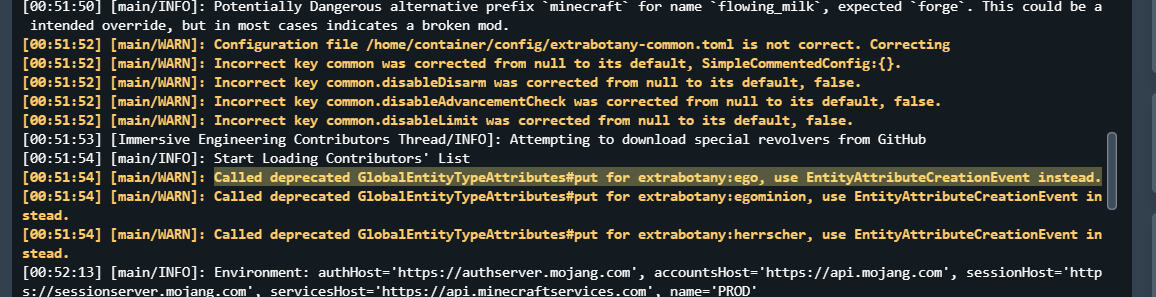 [00:51:50] [main/INFO]: Potentially Dangerous alternative prefix `minecraft` for name `flowing_milk`, expected `forge`. This could be a
intended override, but in most cases indicates a broken mod.
[00:51:52] [main/WARN]: Configuration file /home/container/config/extrabotany-common.toml is not correct. Correcting
[00:51:52] [main/WARN]: Incorrect key common was corrected from null to its default, SimpleCommentedConfig:{}.
[00:51:52] [main/WARN]: Incorrect key common.disableDisarm was corrected from null to its default, false.
[00:51:52] [main/WARN]: Incorrect key common.disableAdvancementCheck was corrected from null to its default, false.
[00:51:52] [main/WARN]: Incorrect key common.disableLimit was corrected from null to its default, false.
[00:51:53] [Immersive Engineering Contributors Thread/INFO]: Attempting to download special revolvers from GitHub
[00:51:54] [main/INFO]: Start Loading Contributors' List
[00:51:54] [main/WARN]: Called deprecated GlobalEntityTypeAttributes#put for extrabotany:ego, use EntityAttributeCreationEvent instead.
[00:51:54] [main/WARN]: Called deprecated GlobalEntityTypeAttributes#put for extrabotany:egominion, use EntityAttributeCreationEvent in
stead.
[00:51:54] [main/WARN]: Called deprecated GlobalEntityTypeAttributes#put for extrabotany:herrscher, use EntityAttributeCreationEvent in
stead.
[00:52:13] [main/INFO]: Environment: authHost='https://authserver.mojang.com', accountsHost='https://api.mojang.com', sessionHost='http
s://sessionserver.mojang.com', servicesHost='https://api.minecraftservices.com', name='PROD'